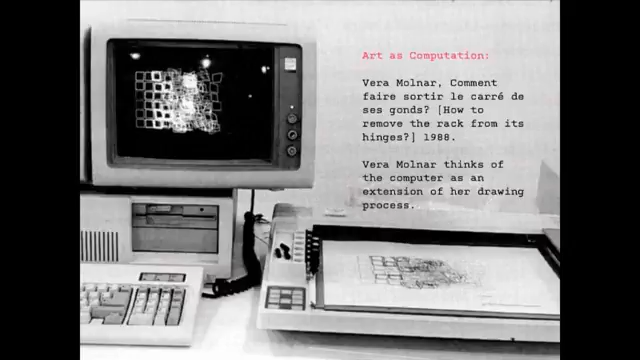 Art as Computation:
Vera Molnar, Comment
faire sortir le carré de
ses gonds? [How to
remove the rack from its
hinges?] 1988.
Vera Molnar thinks of
the computer as an
extension of her drawing
process.